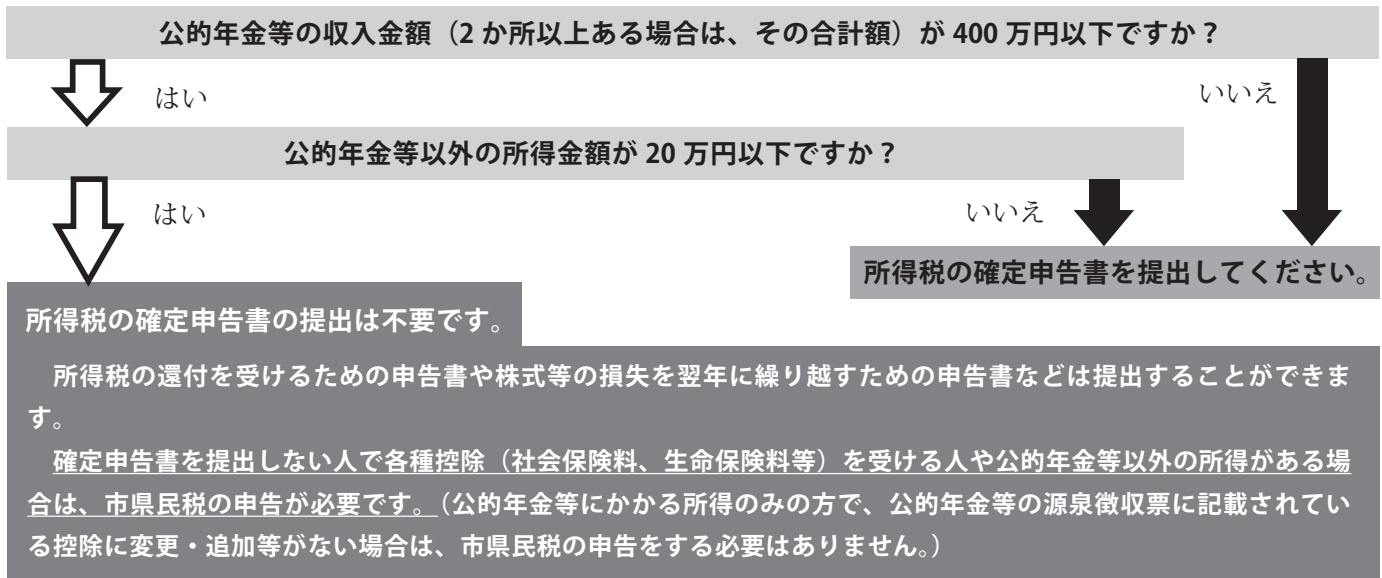 公的年金等の収入金額（2か所以上ある場合は、その合計額）が400万円以下ですか？
はい
いいえ
公的年金等以外の所得金額が20万円以下ですか？
はい
いいえ
所得税の確定申告書を提出してください。
所得税の確定申告書の提出は不要です。
所得税の還付を受けるための申告書や株式等の損失を翌年に繰り越すための申告書などは提出することができま
す。
確定申告書を提出しない人で各種控除（社会保険料、生命保険料等）を受ける人や公的年金等以外の所得がある場
合は、市県民税の申告が必要です。（公的年金等にかかる所得のみの方で、公的年金等の源泉徴収票に記載されてい
る控除に変更・追加等がない場合は、市県民税の申告をする必要はありません。）